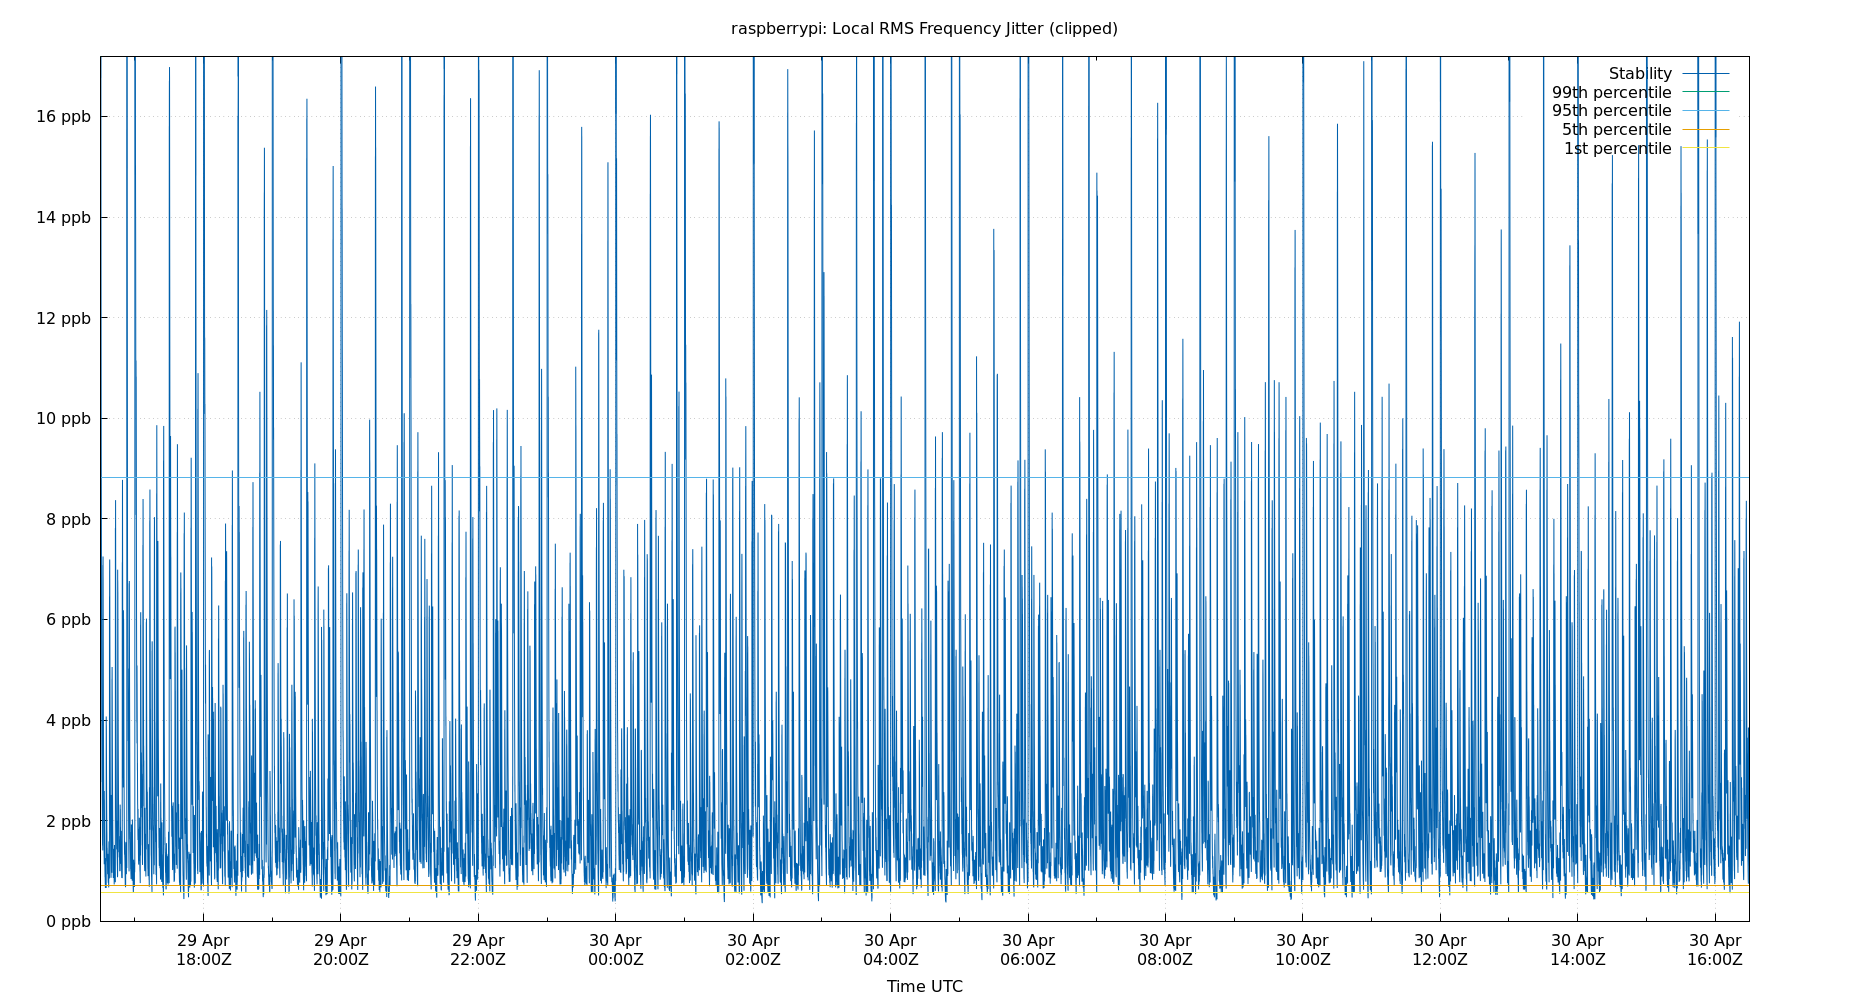 raspberrypi: Local RMS Frequency Jitter (clipped)
Stability
99th percentile
95th percentile
5th percentile
1st percentile
16 ppb
14 ppb
12 ppb
10 ppb
8 ppb
6 ppb
4 ppb
2 ppb
0 ppb
29 Apr 29 Apr 29 Apr 30 Apr 30 Apr 30 Apr 30 Apr 30 Apr 30 Apr 30 Apr 30 Apr 30 Apr
18:00Z 20:00Z 22:00Z 00:00Z 02:00Z 04:00Z 06:00Z 08:00Z 10:00Z 12:00Z 14:00Z 16:00Z
Time UTC